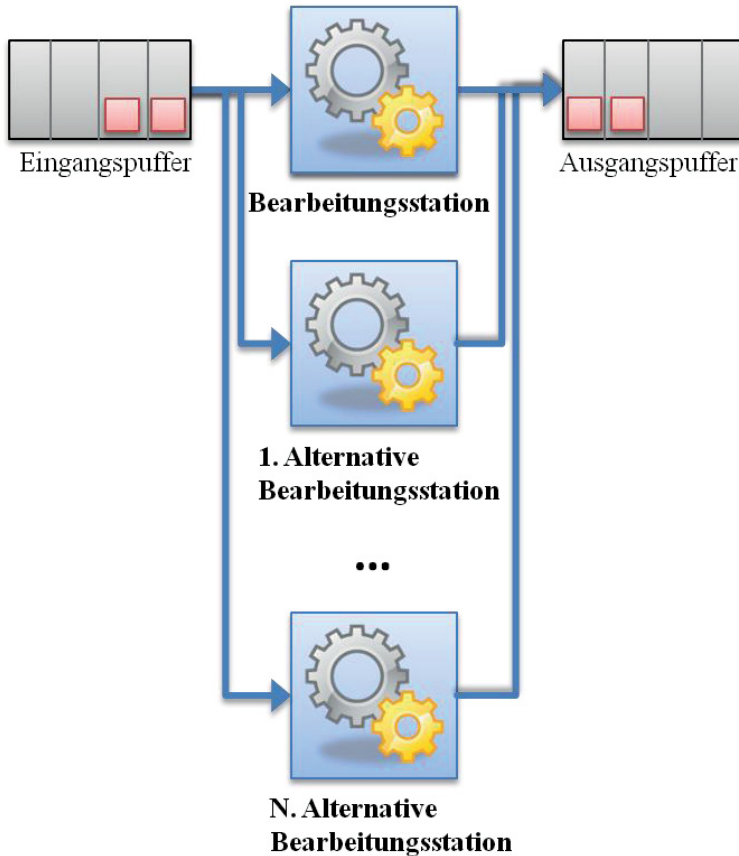 Eingangspuffer
Ausgangspuffer
Bearbeitungsstation
1. Alternative
Bearbeitungsstation
...
N. Alternative
Bearbeitungsstation